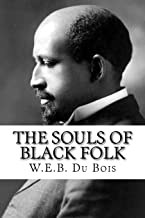 THE SOULS OF
BLACK FOLK
W.E.B. DU BOIS